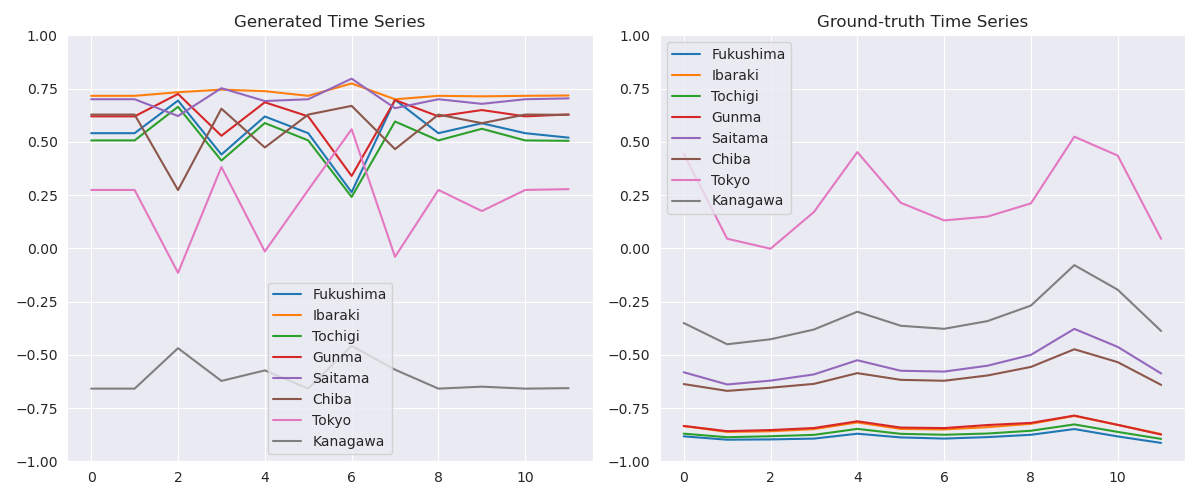 Generated Time Series
1.00
0.75
0.50
0.25
0.00
−0.25
−0.50
−0.75
−1.00
0 2 4 6 8 10
Fukushima
Ibaraki
Tochigi
Gunma
Saitama
Chiba
Tokyo
Kanagawa
Ground-truth Time Series
1.00
0.75
0.50
0.25
0.00
−0.25
−0.50
−0.75
−1.00
0 2 4 6 8 10
Fukushima
Ibaraki
Tochigi
Gunma
Saitama
Chiba
Tokyo
Kanagawa